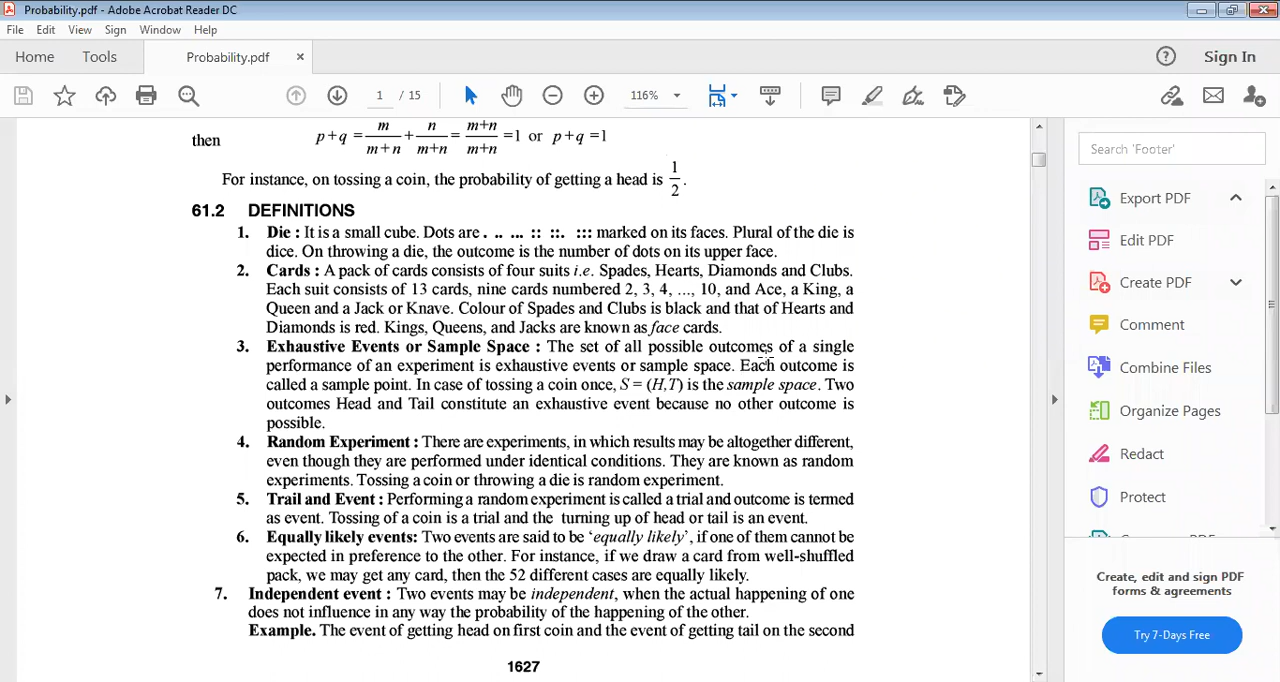 Probability.pdf - Adobe Acrobat Reader DC
File Edit View Sign Window Help
Home Tools Probability.pdf ×
1 / 15 116%
Sign In
then p+q = m/m+n + n/m+n = m+n/m+n =1 or p+q =1
For instance, on tossing a coin, the probability of getting a head is 1/2.
61.2 DEFINITIONS
1. Die : It is a small cube. Dots are . .. ... :: ::. ::: marked on its faces. Plural of the die is
dice. On throwing a die, the outcome is the number of dots on its upper face.
2. Cards : A pack of cards consists of four suits i.e. Spades, Hearts, Diamonds and Clubs.
Each suit consists of 13 cards, nine cards numbered 2, 3, 4, ..., 10, and Ace, a King, a
Queen and a Jack or Knave. Colour of Spades and Clubs is black and that of Hearts and
Diamonds is red. Kings, Queens, and Jacks are known as face cards.
3. Exhaustive Events or Sample Space : The set of all possible outcomes of a single
performance of an experiment is exhaustive events or sample space. Each outcome is
called a sample point. In case of tossing a coin once, S = (H,T) is the sample space. Two
outcomes Head and Tail constitute an exhaustive event because no other outcome is
possible.
4. Random Experiment : There are experiments, in which results may be altogether different,
even though they are performed under identical conditions. They are known as random
experiments. Tossing a coin or throwing a die is random experiment.
5. Trail and Event : Performing a random experiment is called a trial and outcome is termed
as event. Tossing of a coin is a trial and the turning up of head or tail is an event.
6. Equally likely events: Two events are said to be ‘equally likely’, if one of them cannot be
expected in preference to the other. For instance, if we draw a card from well-shuffled
pack, we may get any card, then the 52 different cases are equally likely.
7. Independent event : Two events may be independent, when the actual happening of one
does not influence in any way the probability of the happening of the other.
Example. The event of getting head on first coin and the event of getting tail on the second
1627
Search 'Footer'
Export PDF
Edit PDF
Create PDF
Comment
Combine Files
Organize Pages
Redact
Protect
Create, edit and sign PDF
forms & agreements
Try 7-Days Free